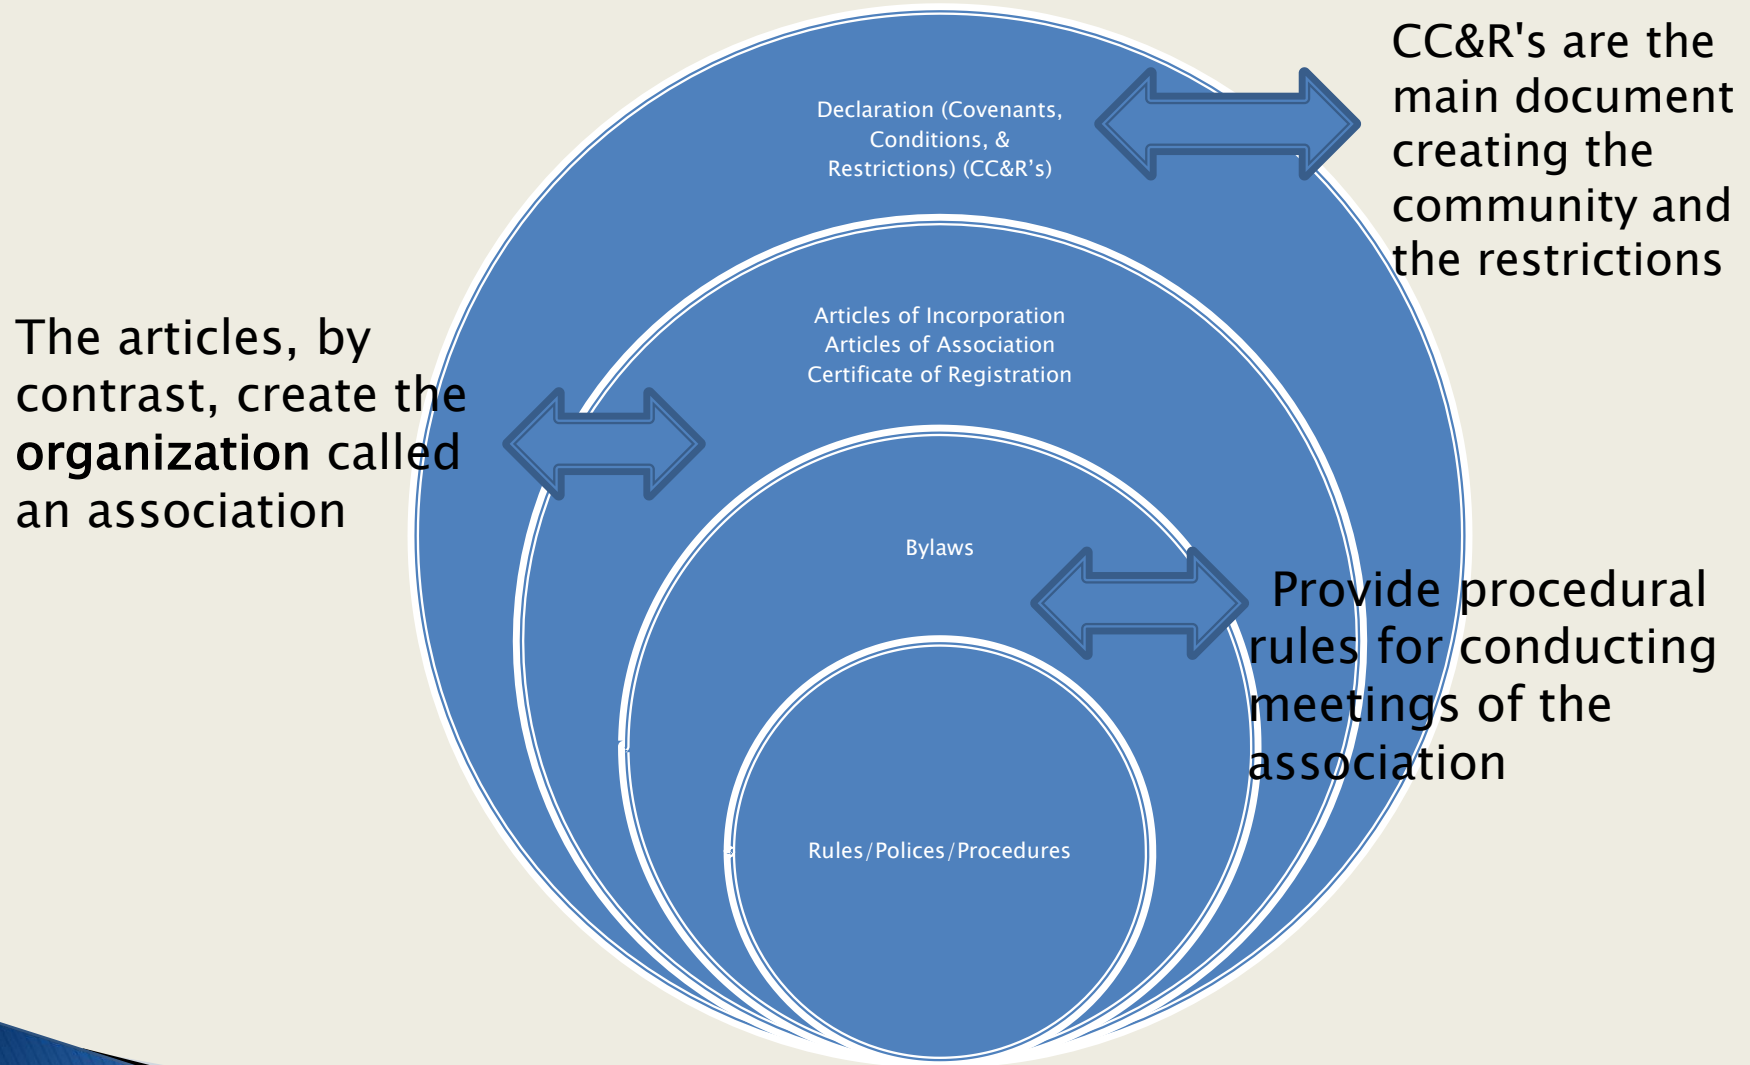 CC&R's are the
main document
creating the
community and
the restrictions
Declaration (Covenants,
Conditions, &
Restrictions) (CC&R’s)
Articles of Incorporation
Articles of Association
Certificate of Registration
The articles, by
contrast, create the
organization called
an association
Bylaws
Provide procedural
rules for conducting
meetings of the
association
Rules/Polices/Procedures